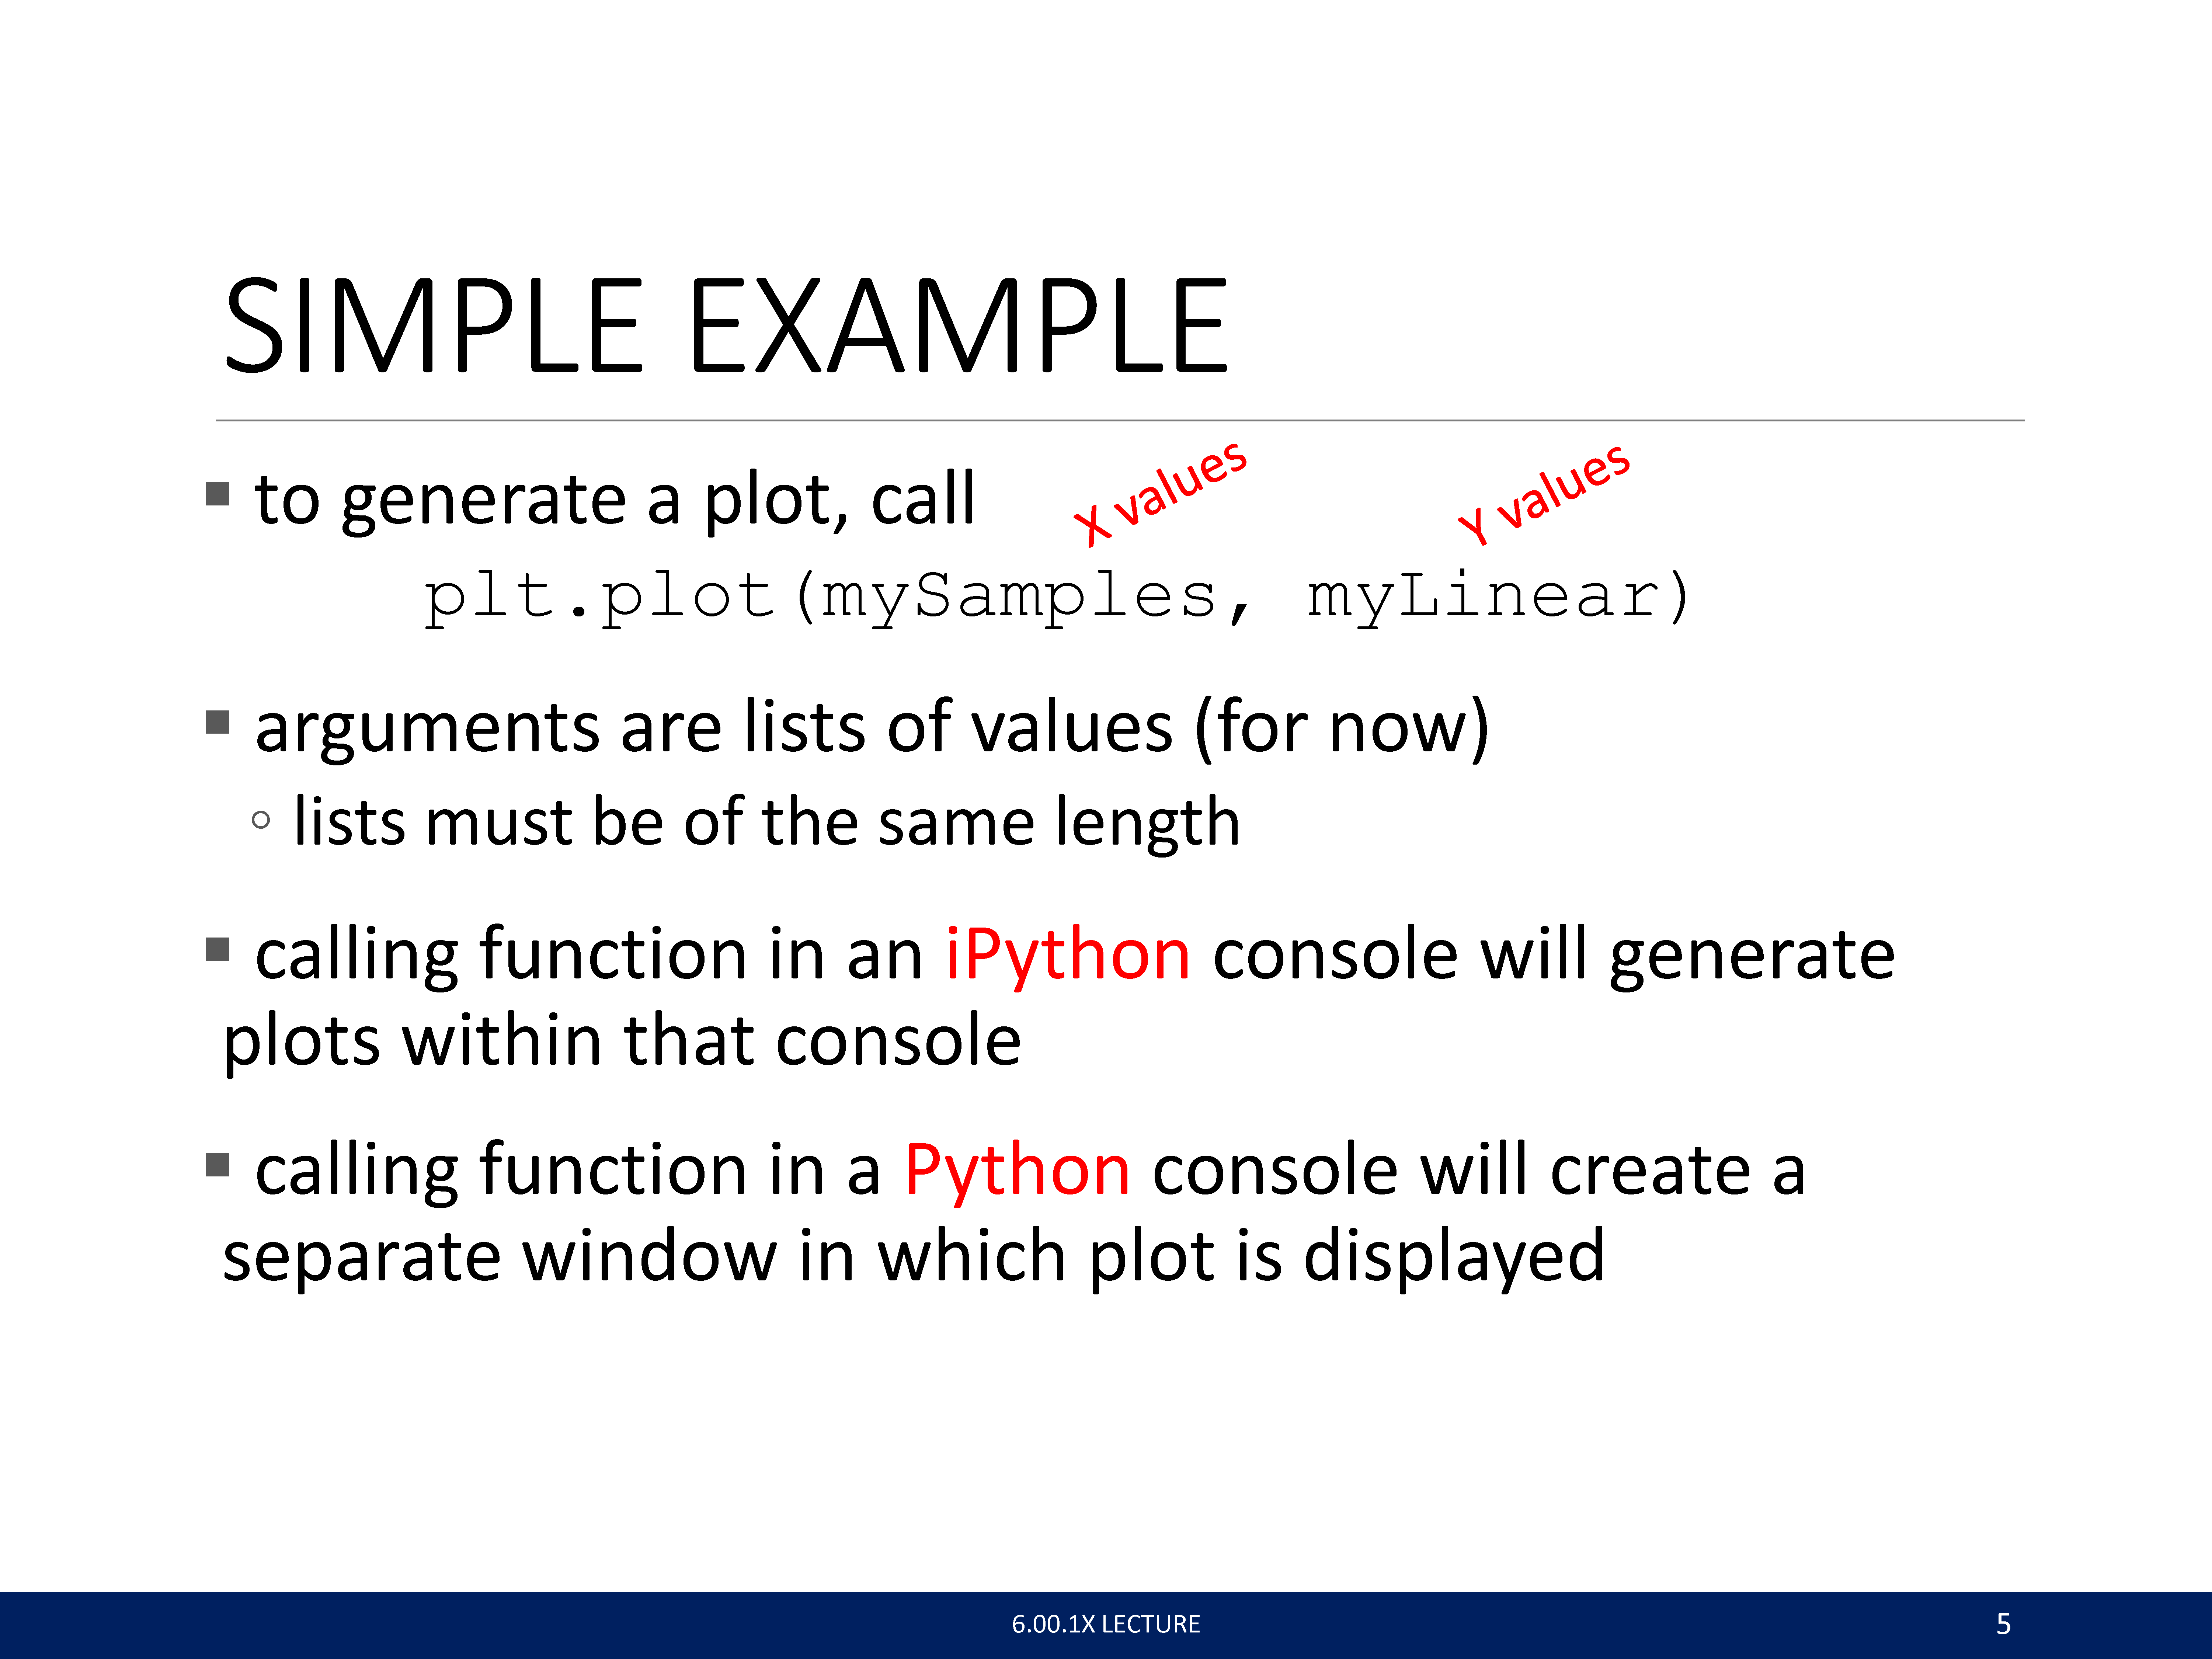 SIMPLE EXAMPLE
▪ to generate a plot, call
X values
Y values
plt.plot(mySamples, myLinear)
▪ arguments are lists of values (for now)
◦ lists must be of the same length
▪ calling function in an iPython console will generate
plots within that console
▪ calling function in a Python console will create a
separate window in which plot is displayed
6.00.1X LECTURE
5